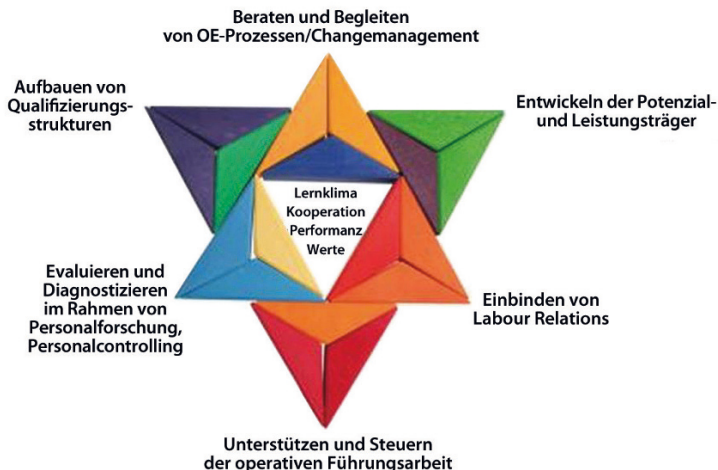 Beraten und Begleiten
von OE-Prozessen/Changemanagement
Aufbauen von
Qualifizierungs-
strukturen
Entwickeln der Potenzial-
und Leistungsträger
Lernklima
Kooperation
Performanz
Werte
Evaluieren und
Diagnostizieren
im Rahmen von
Personalforschung,
Personalcontrolling
Einbinden von
Labour Relations
Unterstützen und Steuern
der operativen Führungsarbeit